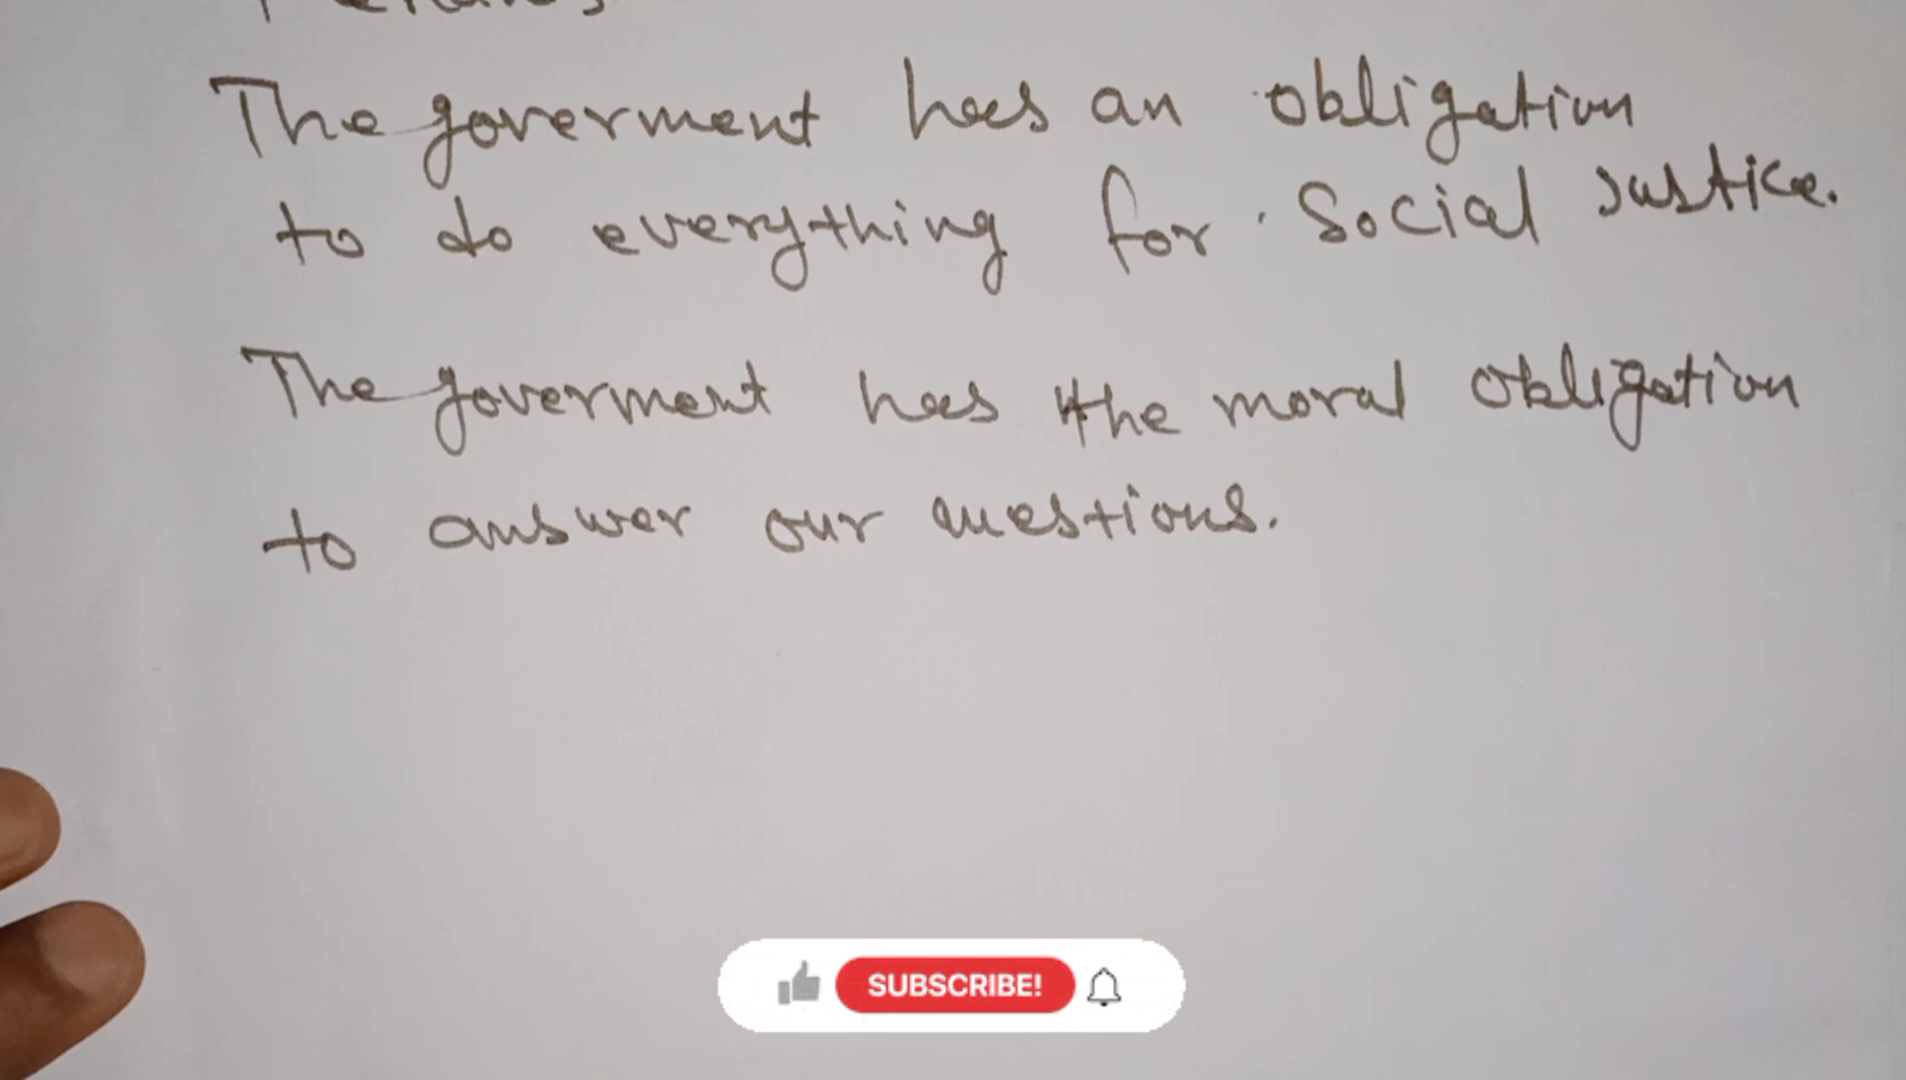 The goverment has an obligation
to do everything for Social Justice.
The goverment has the moral obligation
to answer our questions.
SUBSCRIBE!